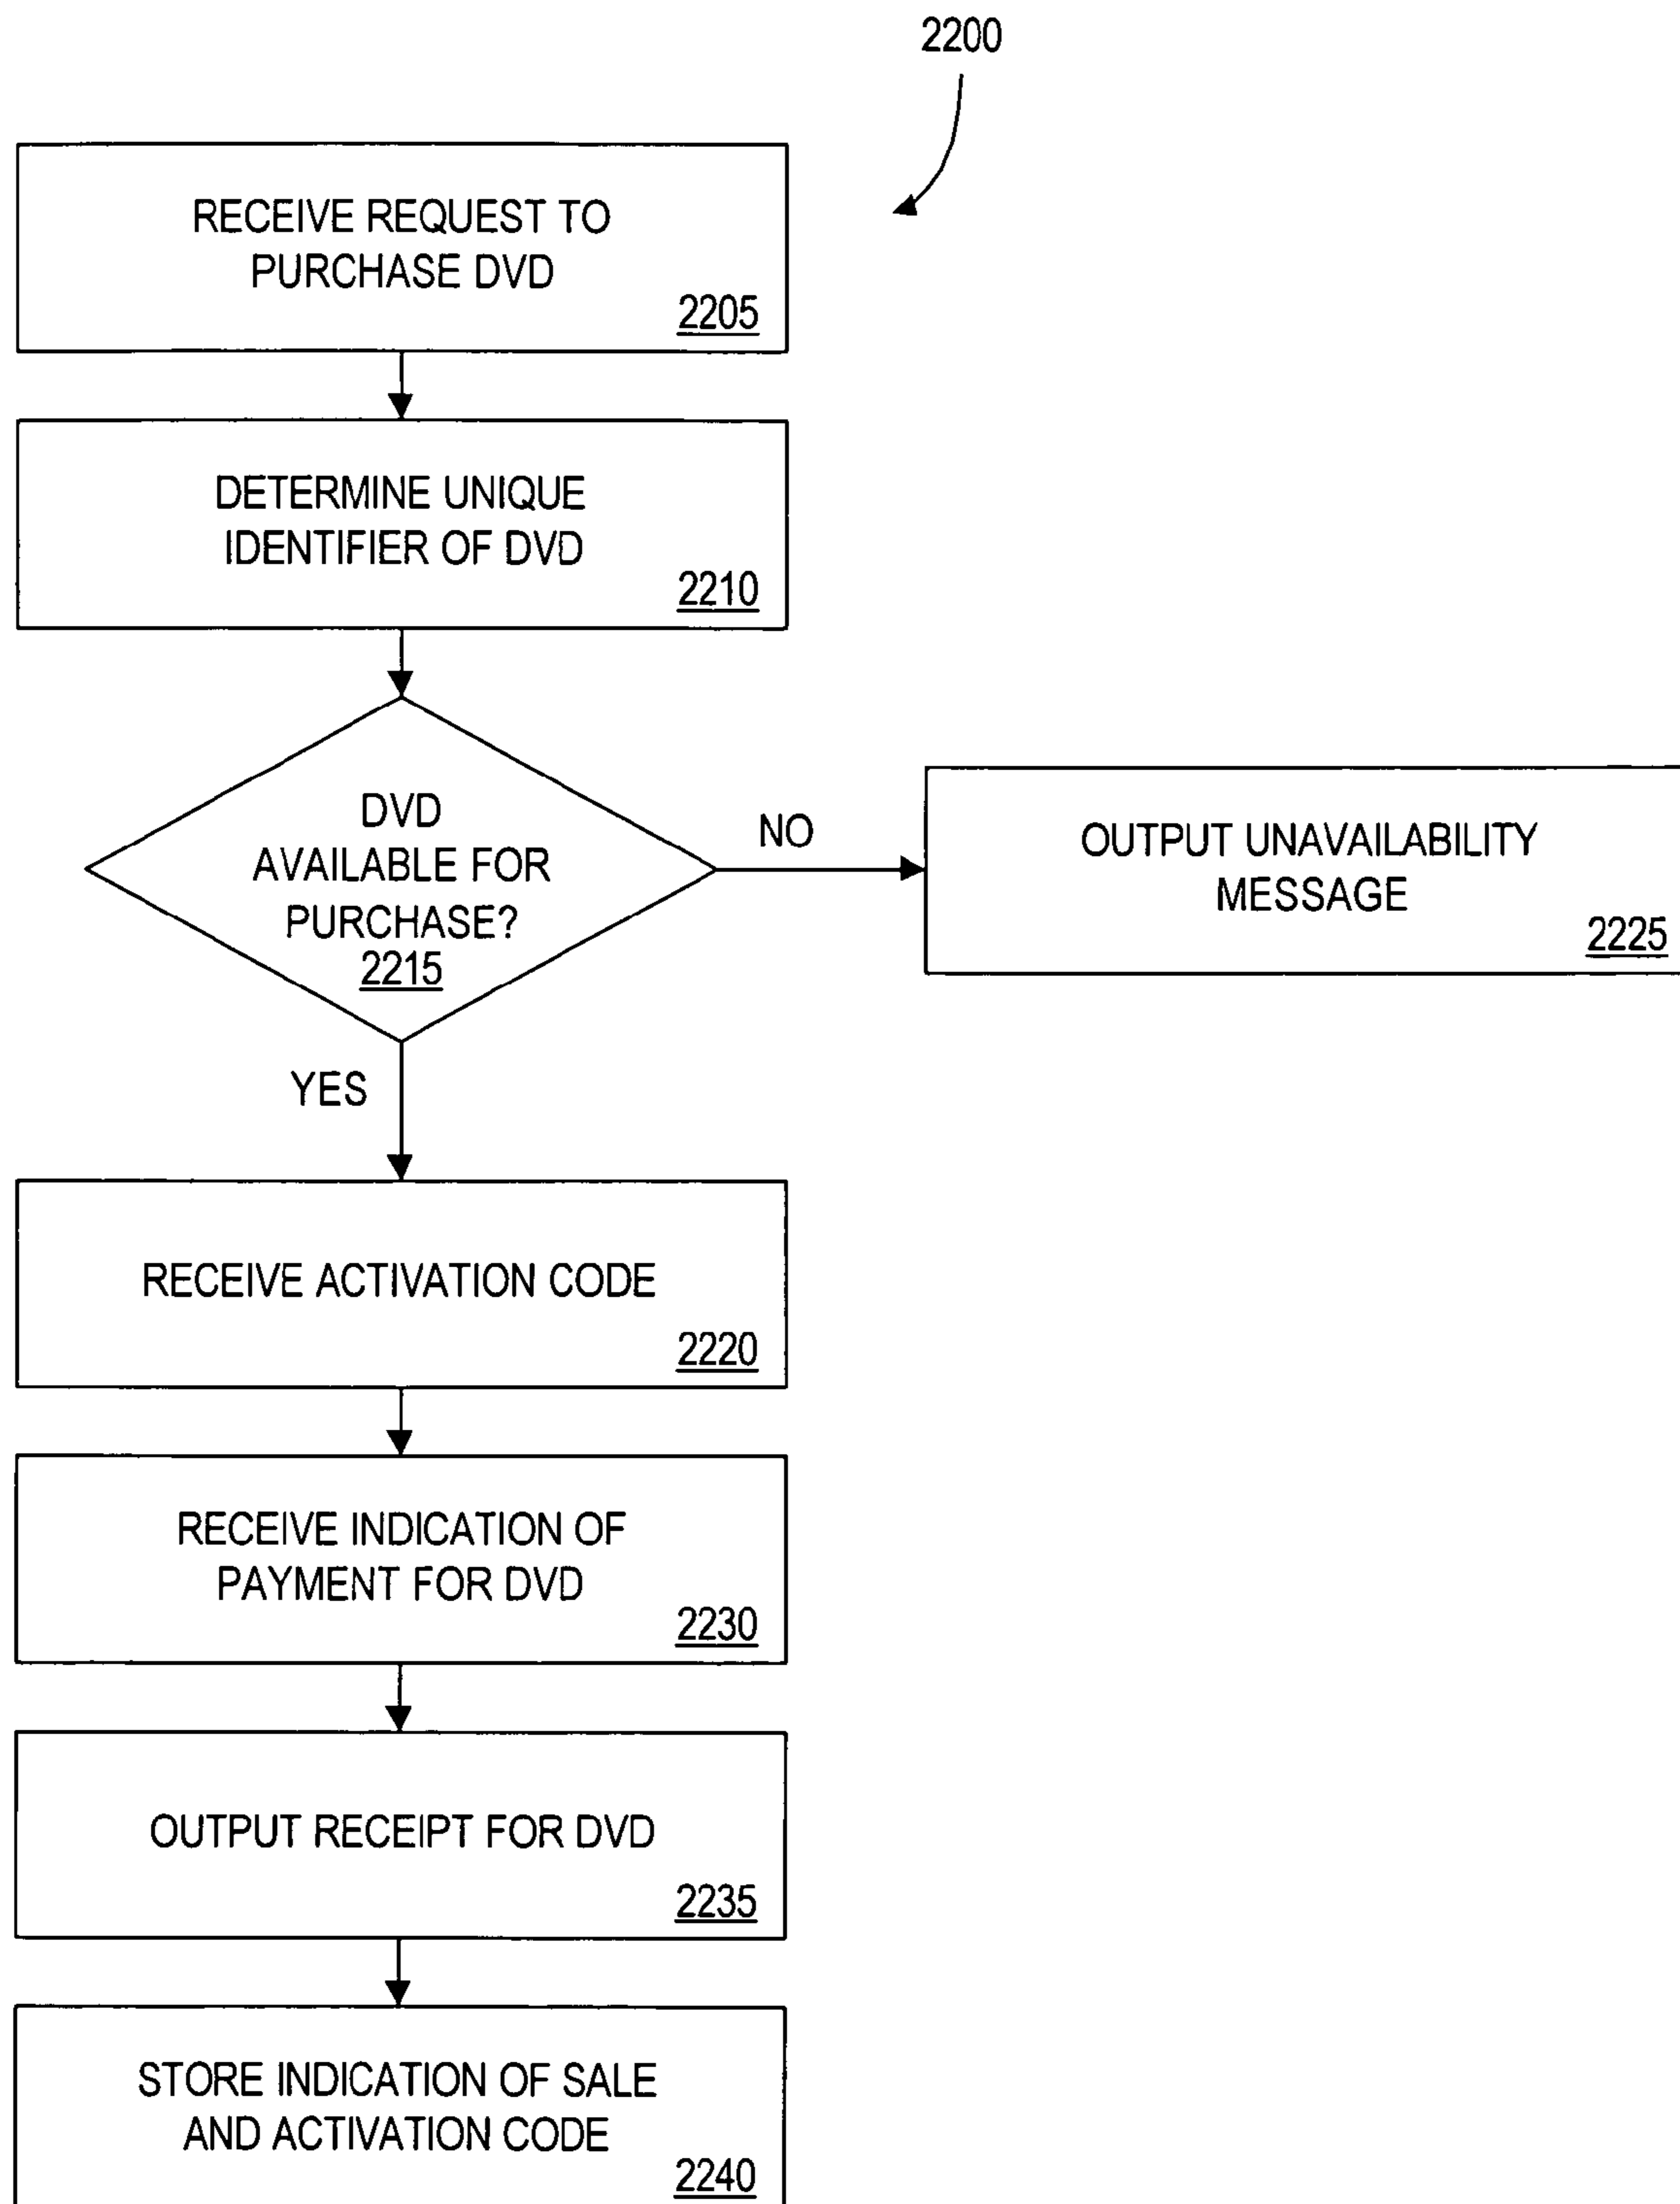 2200
RECEIVE REQUEST TO
PURCHASE DVD
2205
DETERMINE UNIQUE
IDENTIFIER OF DVD
2210
DVD
AVAILABLE FOR
PURCHASE?
2215
NO
OUTPUT UNAVAILABILITY
MESSAGE
2225
YES
RECEIVE ACTIVATION CODE
2220
RECEIVE INDICATION OF
PAYMENT FOR DVD
2230
OUTPUT RECEIPT FOR DVD
2235
STORE INDICATION OF SALE
AND ACTIVATION CODE
2240